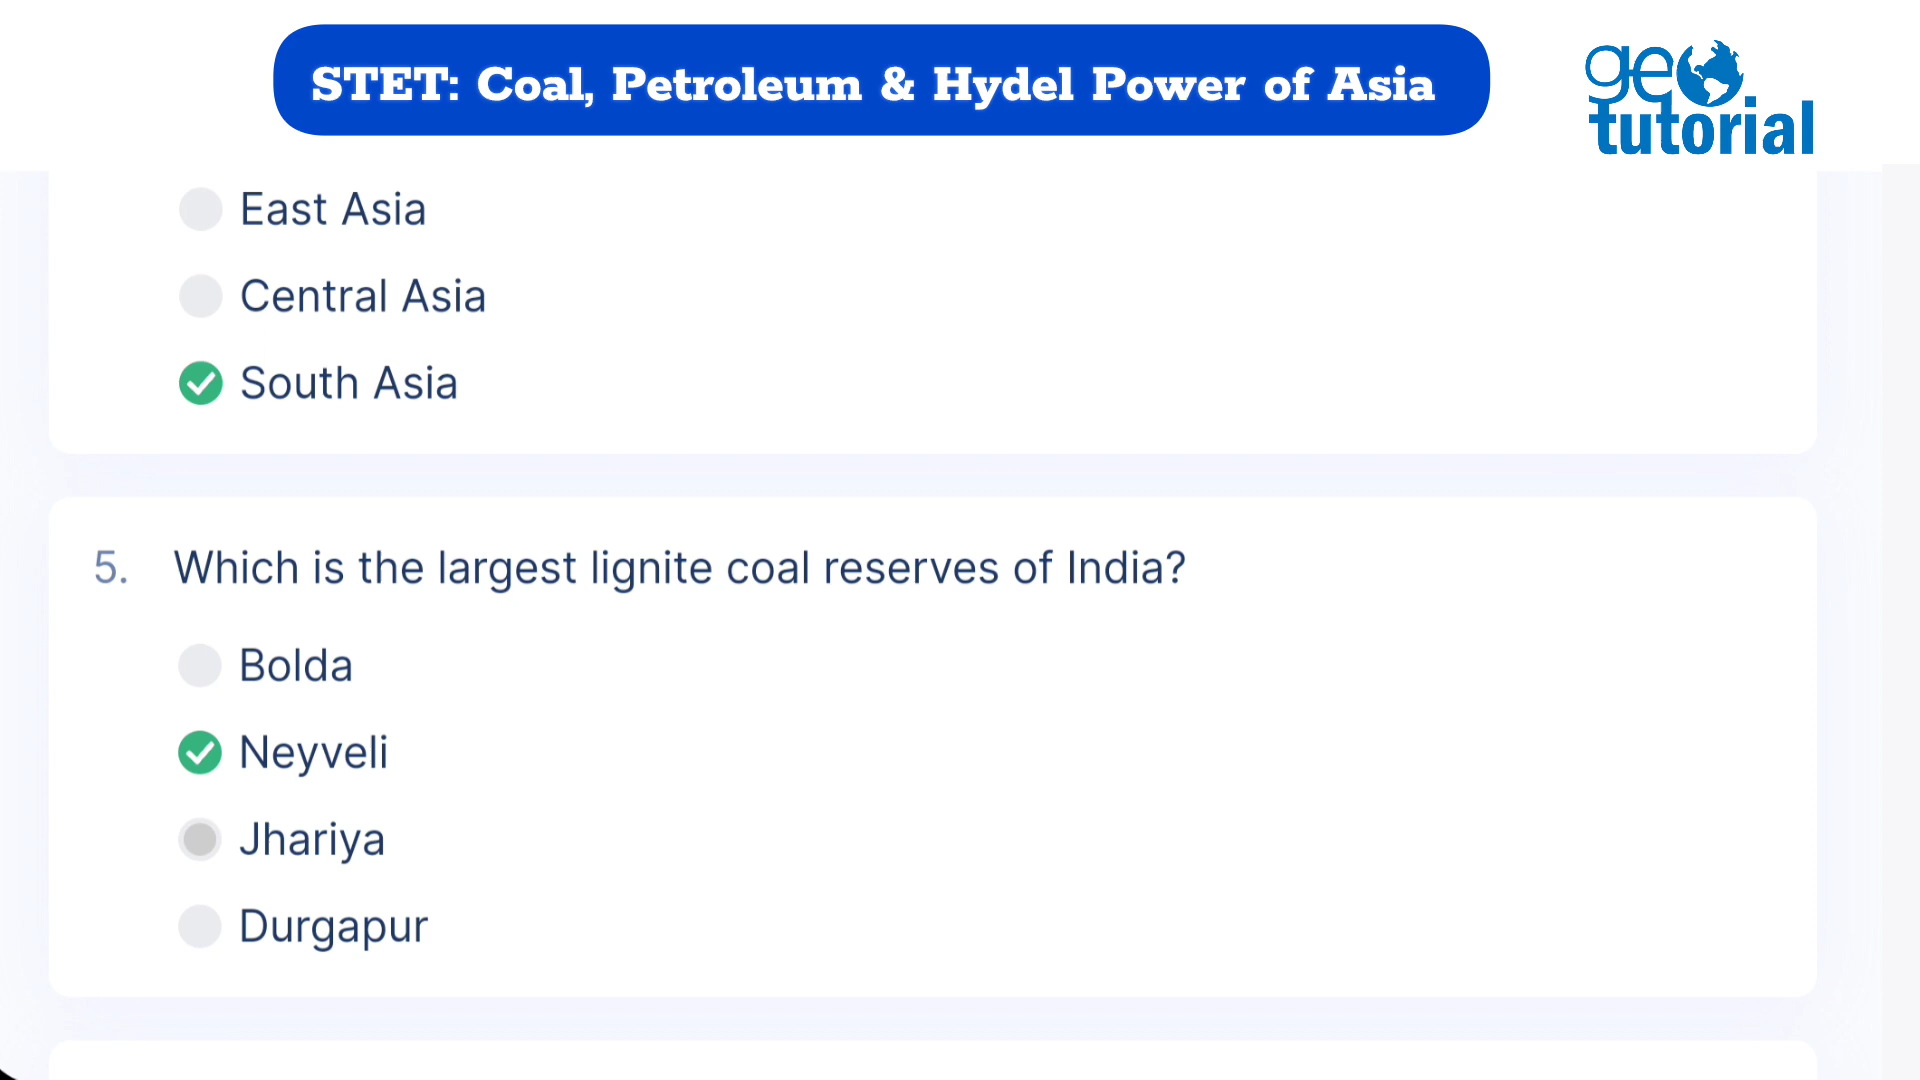 STET: Coal, Petroleum & Hydel Power of Asia
geo
tutorial
East Asia
Central Asia
South Asia
5. Which is the largest lignite coal reserves of India?
Bolda
Neyveli
Jhariya
Durgapur